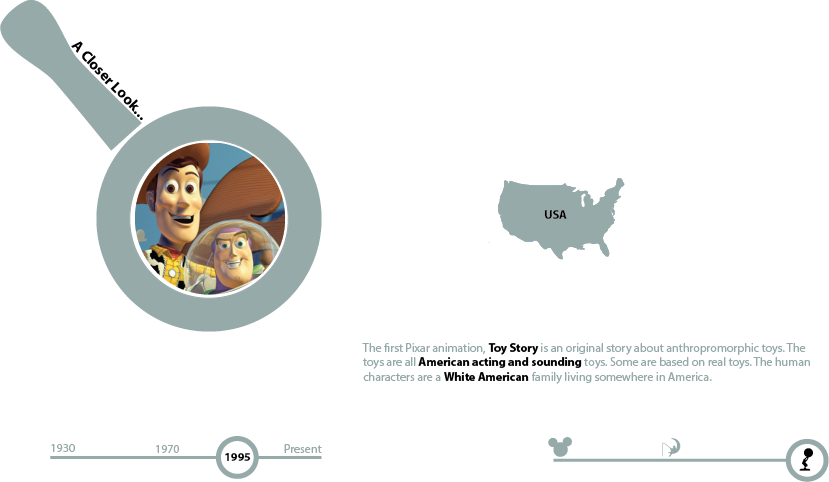 A Closer Look...
USA
The first Pixar animation, Toy Story is an original story about anthropromorphic toys. The
toys are all American acting and sounding toys. Some are based on real toys. The human
characters are a White American family living somewhere in America.
1930
1970
1995
Present